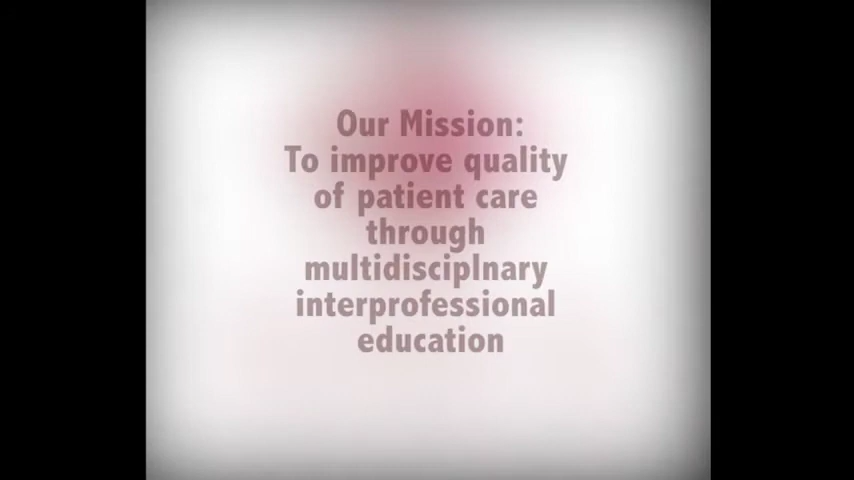 Our Mission:
To improve quality
of patient care
through
multidisciplnary
interprofessional
education